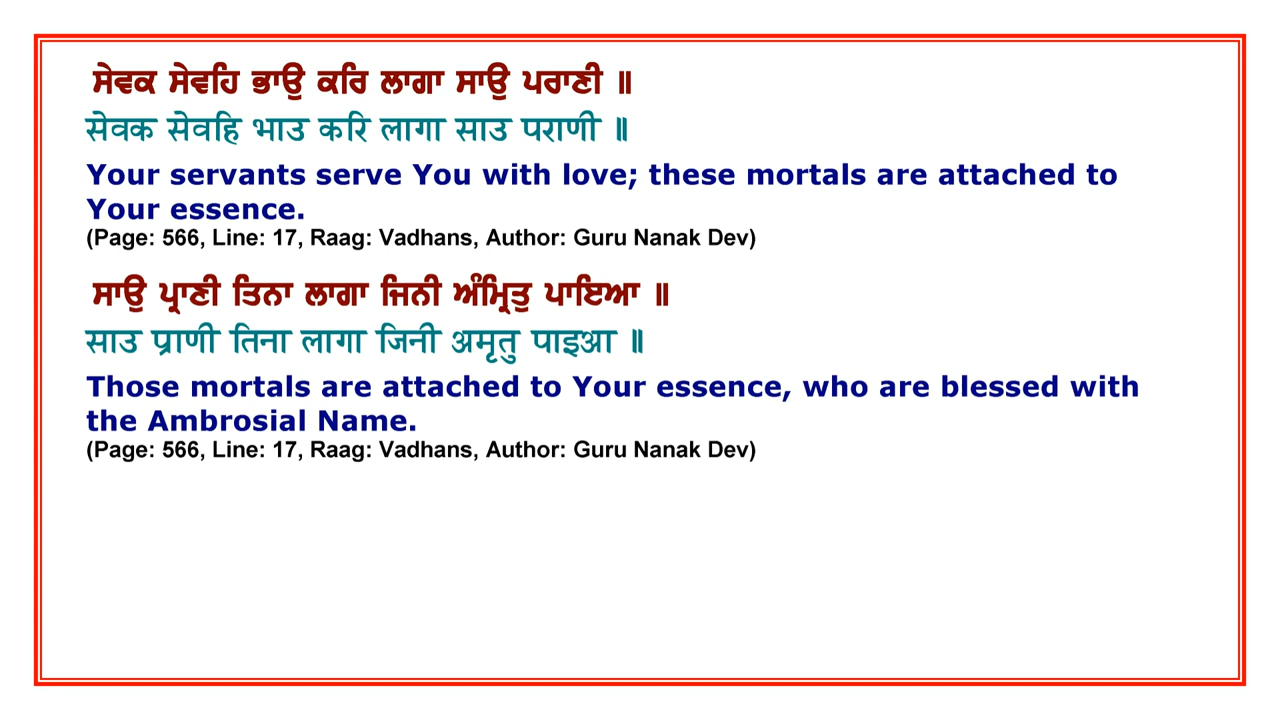 ਸੇਵਕ ਸੇਵਹਿ ਭਾਉ ਕਰਿ ਲਾਗਾ ਸਾਉ ਪਰਾਣੀ ॥
सेवक सेवहि भाउ करि लागा साउ पराणी ॥
Your servants serve You with love; these mortals are attached to
Your essence.
(Page: 566, Line: 17, Raag: Vadhans, Author: Guru Nanak Dev)
ਸਾਉ ਪ੍ਰਾਣੀ ਤਿਨਾ ਲਾਗਾ ਜਿਨੀ ਅੰਮ੍ਰਿਤੁ ਪਾਇਆ ॥
साउ प्राणी तिना लागा जिनी अमृतु पाइआ ॥
Those mortals are attached to Your essence, who are blessed with
the Ambrosial Name.
(Page: 566, Line: 17, Raag: Vadhans, Author: Guru Nanak Dev)